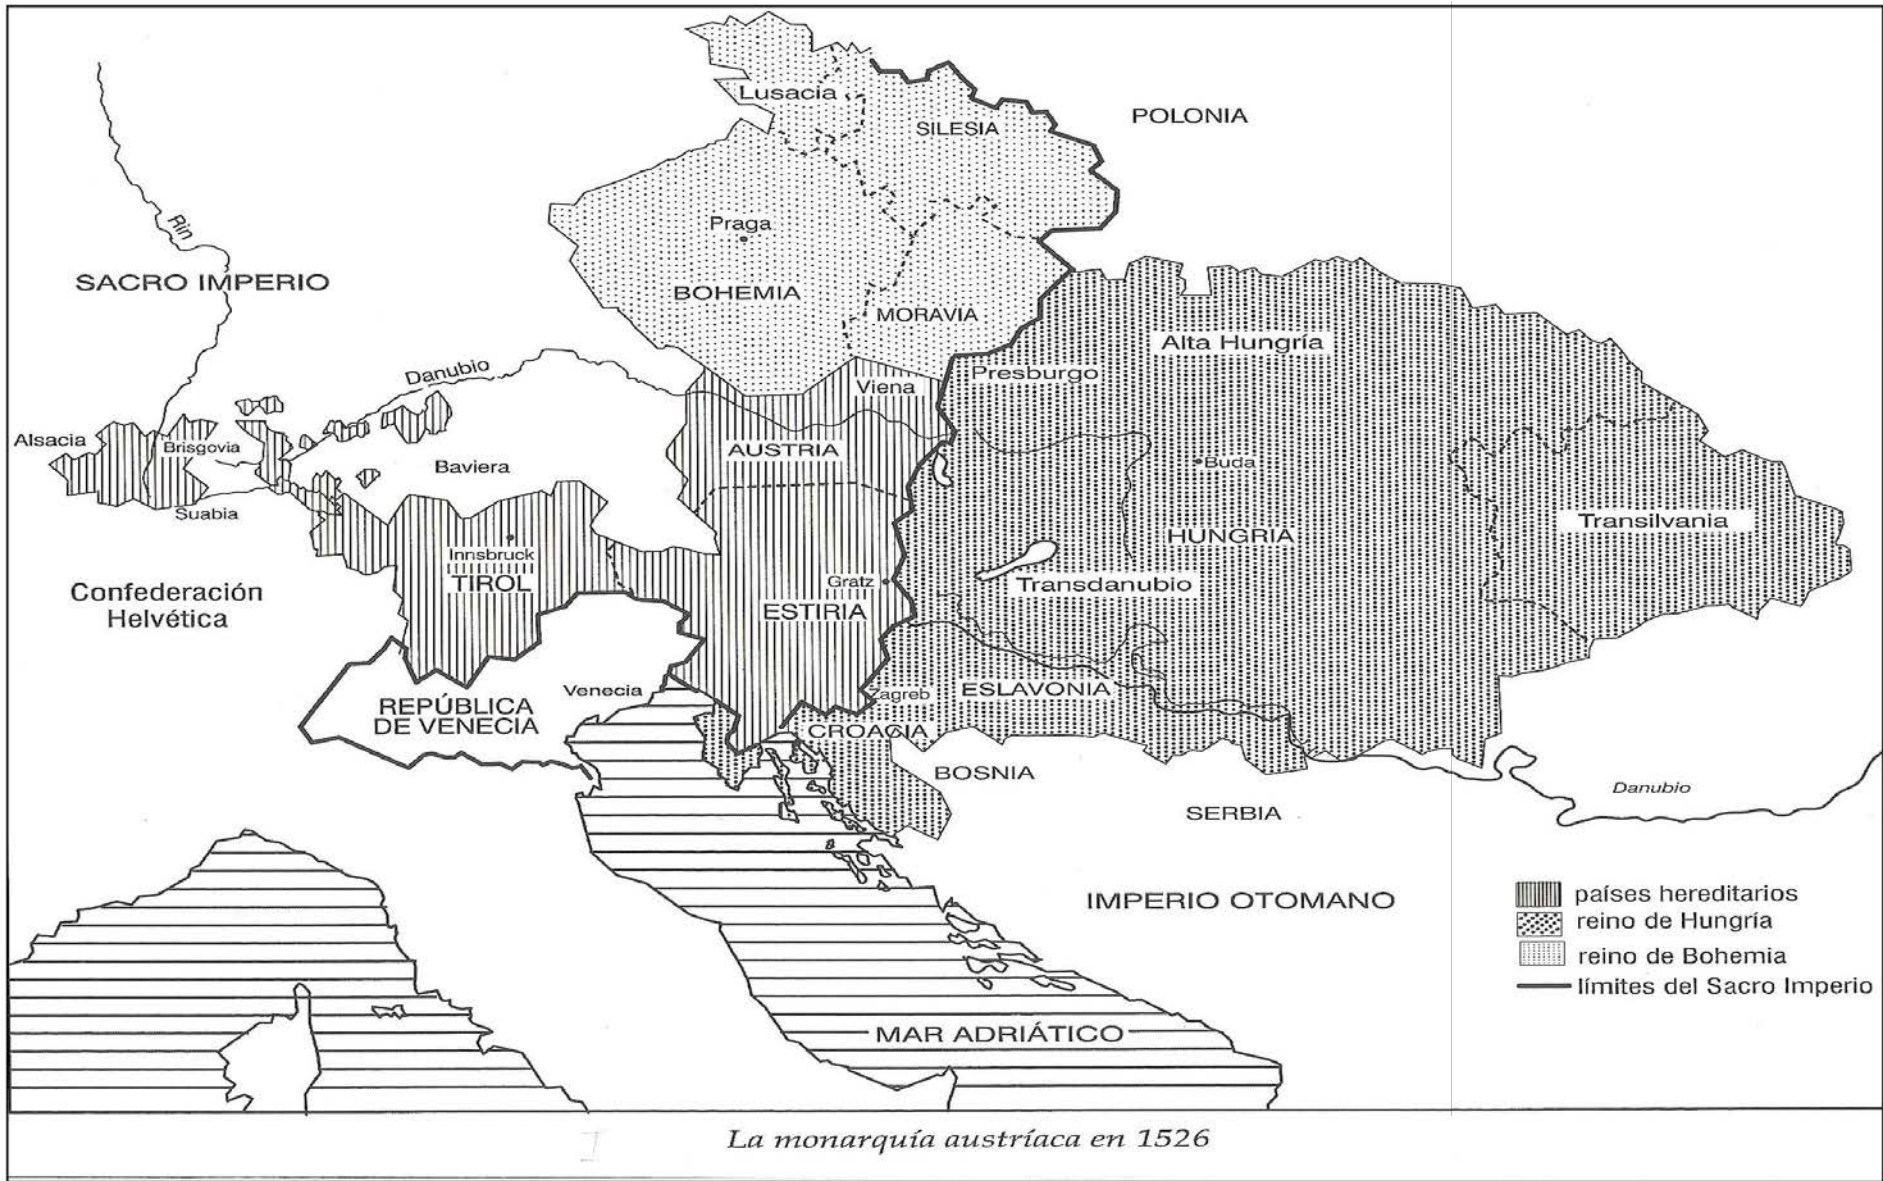 POLONIA
Lusacia
SILESIA
Rin
Praga
SACRO IMPERIO
BOHEMIA
MORAVIA
Alta Hungría
Danubio
Viena
Presburgo
Alsacia
Brisgovia
AUSTRIA
Baviera
Buda
Suabia
Transilvania
HUNGRIA
Innsbruck
TIROL
Gratz
Transdanubio
Confederación
Helvética
ESTIRIA
Venecia
Zagreb
ESLAVONIA
REPÚBLICA
DE VENECIA
CROACIA
BOSNIA
Danubio
SERBIA
IMPERIO OTOMANO
países hereditarios
reino de Hungría
reino de Bohemia
límites del Sacro Imperio
MAR ADRIÁTICO
La monarquía austríaca en 1526